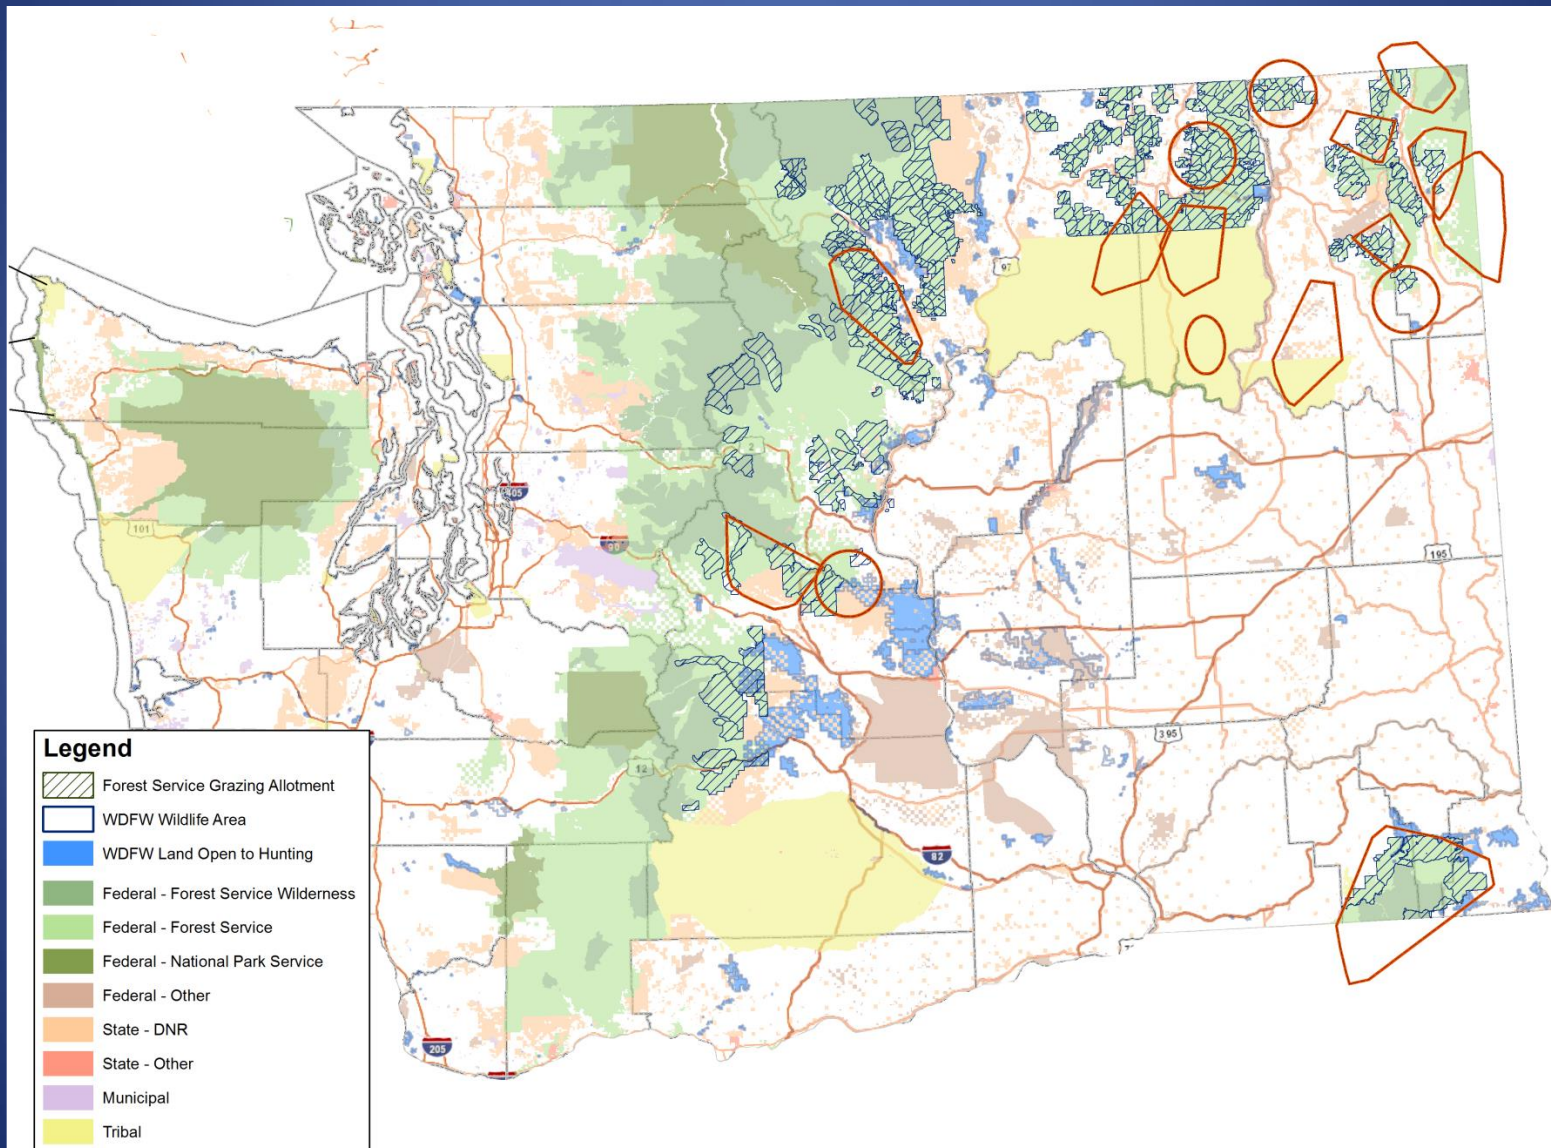 97
2
405
90
101
195
12
395
82
205
Legend
Forest Service Grazing Allotment
WDFW Wildlife Area
WDFW Land Open to Hunting
Federal - Forest Service Wilderness
Federal - Forest Service
Federal - National Park Service
Federal - Other
State - DNR
State - Other
Municipal
Tribal